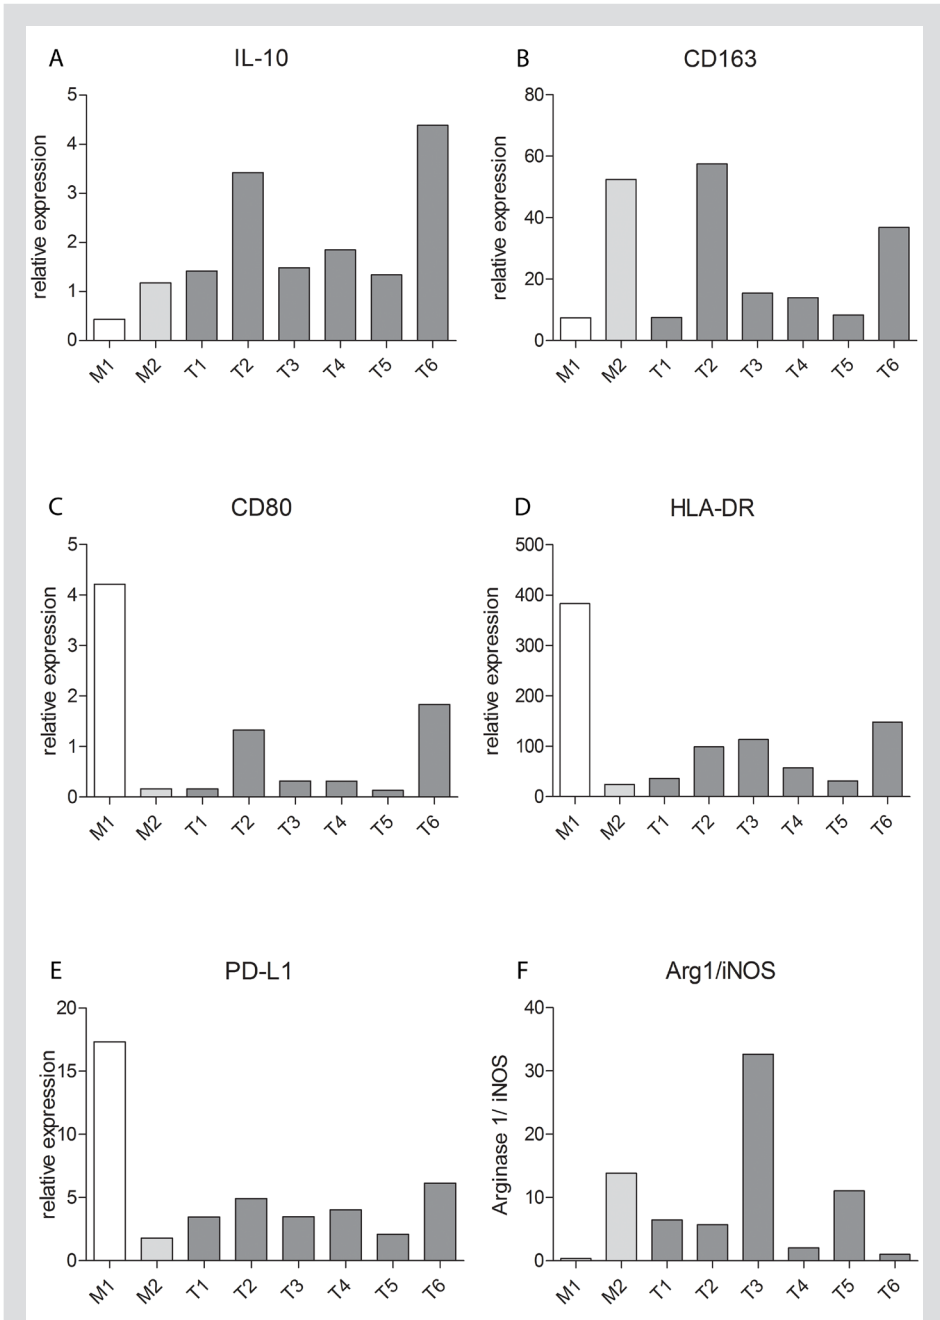 A
IL-10
relative expression
5
4
3
2
1
0
M1 M2 T1 T2 T3 T4 T5 T6
B
CD163
relative expression
80
60
40
20
0
M1 M2 T1 T2 T3 T4 T5 T6
C
CD80
relative expression
5
4
3
2
1
0
M1 M2 T1 T2 T3 T4 T5 T6
D
HLA-DR
relative expression
500
400
300
200
100
0
M1 M2 T1 T2 T3 T4 T5 T6
E
PD-L1
relative expression
20
15
10
5
0
M1 M2 T1 T2 T3 T4 T5 T6
F
Arg1/iNOS
Arginase 1/ iNOS
40
30
20
10
0
M1 M2 T1 T2 T3 T4 T5 T6